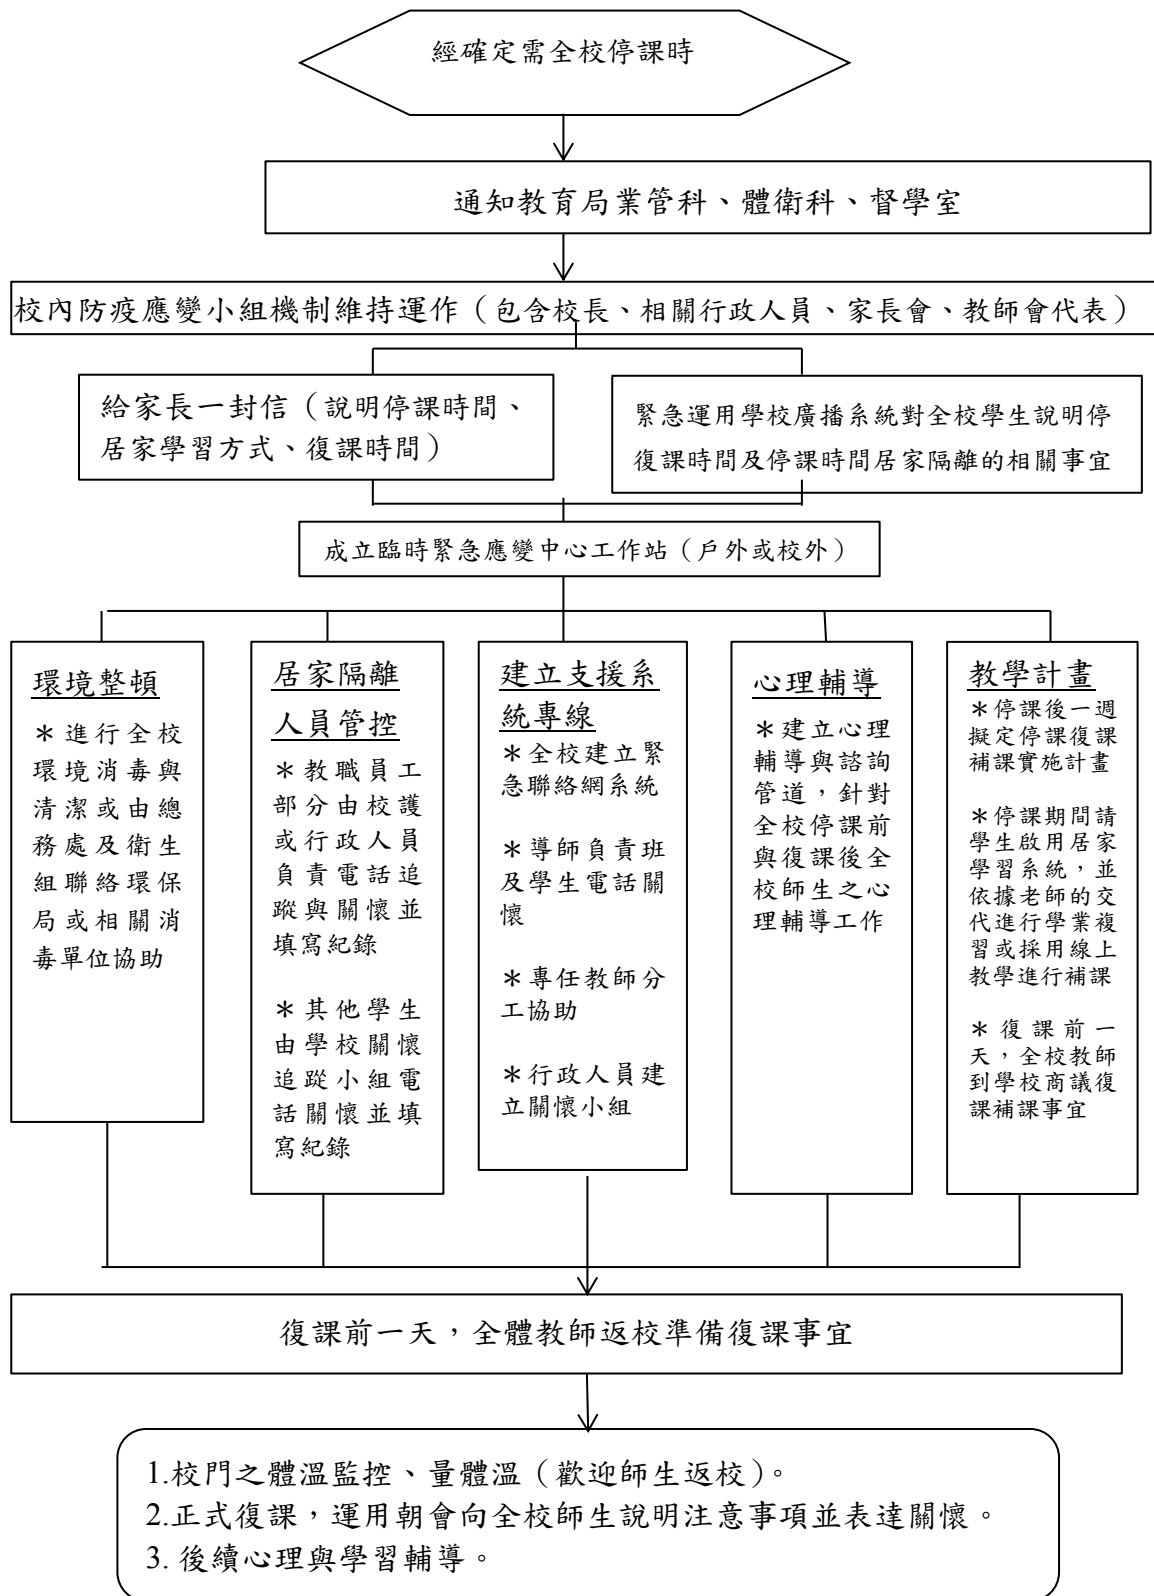 經確定需全校停課時
通知教育局業管科、體衛科、督學室
校內防疫應變小組機制維持運作（包含校長、相關行政人員、家長會、教師會代表）
給家長一封信（說明停課時間、
居家學習方式、復課時間）
緊急運用學校廣播系統對全校學生說明停
復課時間及停課時間居家隔離的相關事宜
成立臨時緊急應變中心工作站（戶外或校外）
環境整頓
＊進行全校
環境消毒與
清潔或由總
務處及衛生
組聯絡環保
局或相關消
毒單位協助
居家隔離
人員管控
＊教職員工
部分由校護
或行政人員
負責電話追
蹤與關懷並
填寫紀錄
＊其他學生
由學校關懷
追蹤小組電
話關懷並填
寫紀錄
建立支援系
統專線
＊全校建立緊
急聯絡網系統
＊導師負責班
及學生電話關
懷
＊專任教師分
工協助
＊行政人員建
立關懷小組
心理輔導
＊建立心理
輔導與諮詢
管道，針對
全校停課前
與復課後全
校師生之心
理輔導工作
教學計畫
＊停課後一週
擬定停課復課
補課實施計畫
＊停課期間請
學生啟用居家
學習系統，並
依據老師的交
代進行學業複
習或採用線上
教學進行補課
＊復課前一
天，全校教師
到學校商議復
課補課事宜
復課前一天，全體教師返校準備復課事宜
1.校門之體溫監控、量體溫（歡迎師生返校）。
2.正式復課，運用朝會向全校師生說明注意事項並表達關懷。
3. 後續心理與學習輔導。